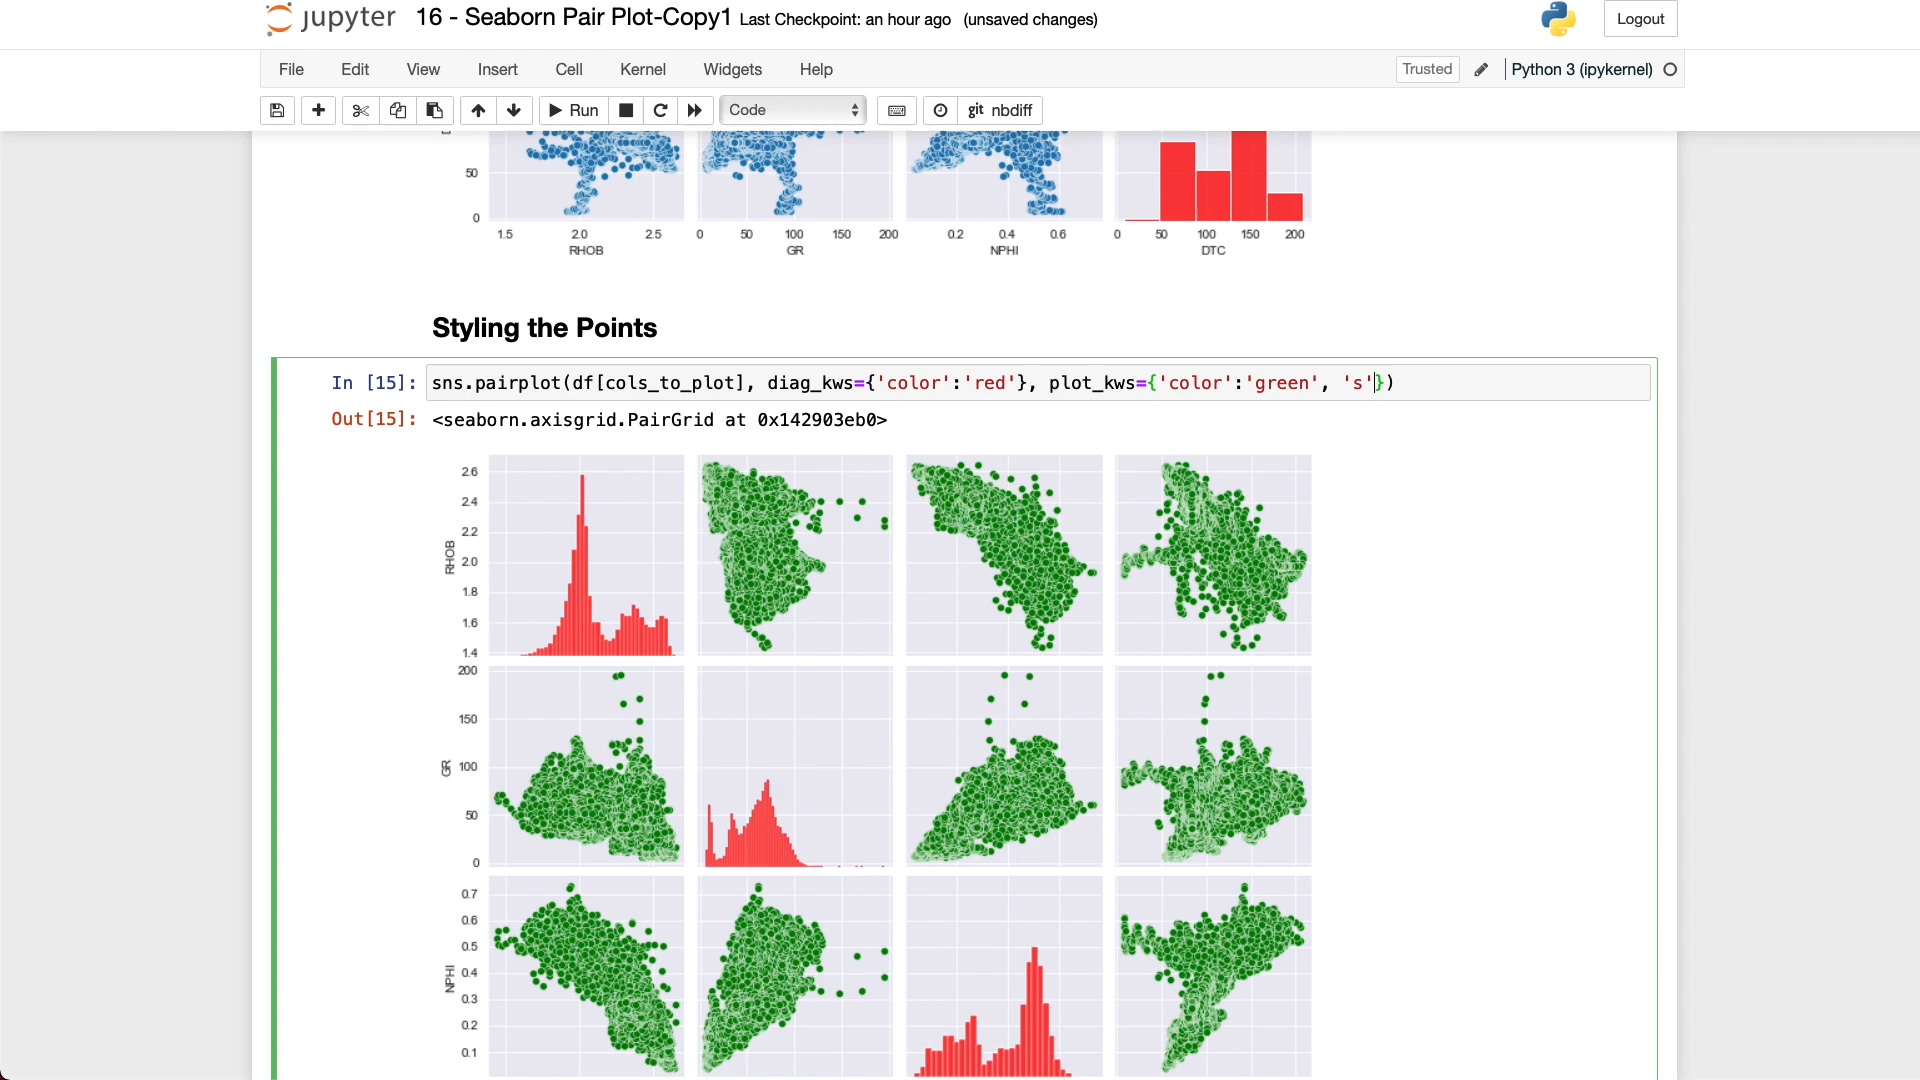 jupyter 16 - Seaborn Pair Plot-Copy1 Last Checkpoint: an hour ago (unsaved changes) Logout
File Edit View Insert Cell Kernel Widgets Help Trusted Python 3 (ipykernel)
Run Code git nbdiff
50
0
1.5 2.0 2.5 0 50 100 150 200 0.2 0.4 0.6 0 50 100 150 200
RHOB GR NPHI DTC
Styling the Points
In [15]: sns.pairplot(df[cols_to_plot], diag_kws={'color':'red'}, plot_kws={'color':'green', 's'})
Out[15]: <seaborn.axisgrid.PairGrid at 0x142903eb0>
2.6
2.4
2.2
2.0
1.8
1.6
1.4
RHOB
200
150
100
50
0
GR
0.7
0.6
0.5
0.4
0.3
0.2
0.1
NPHI